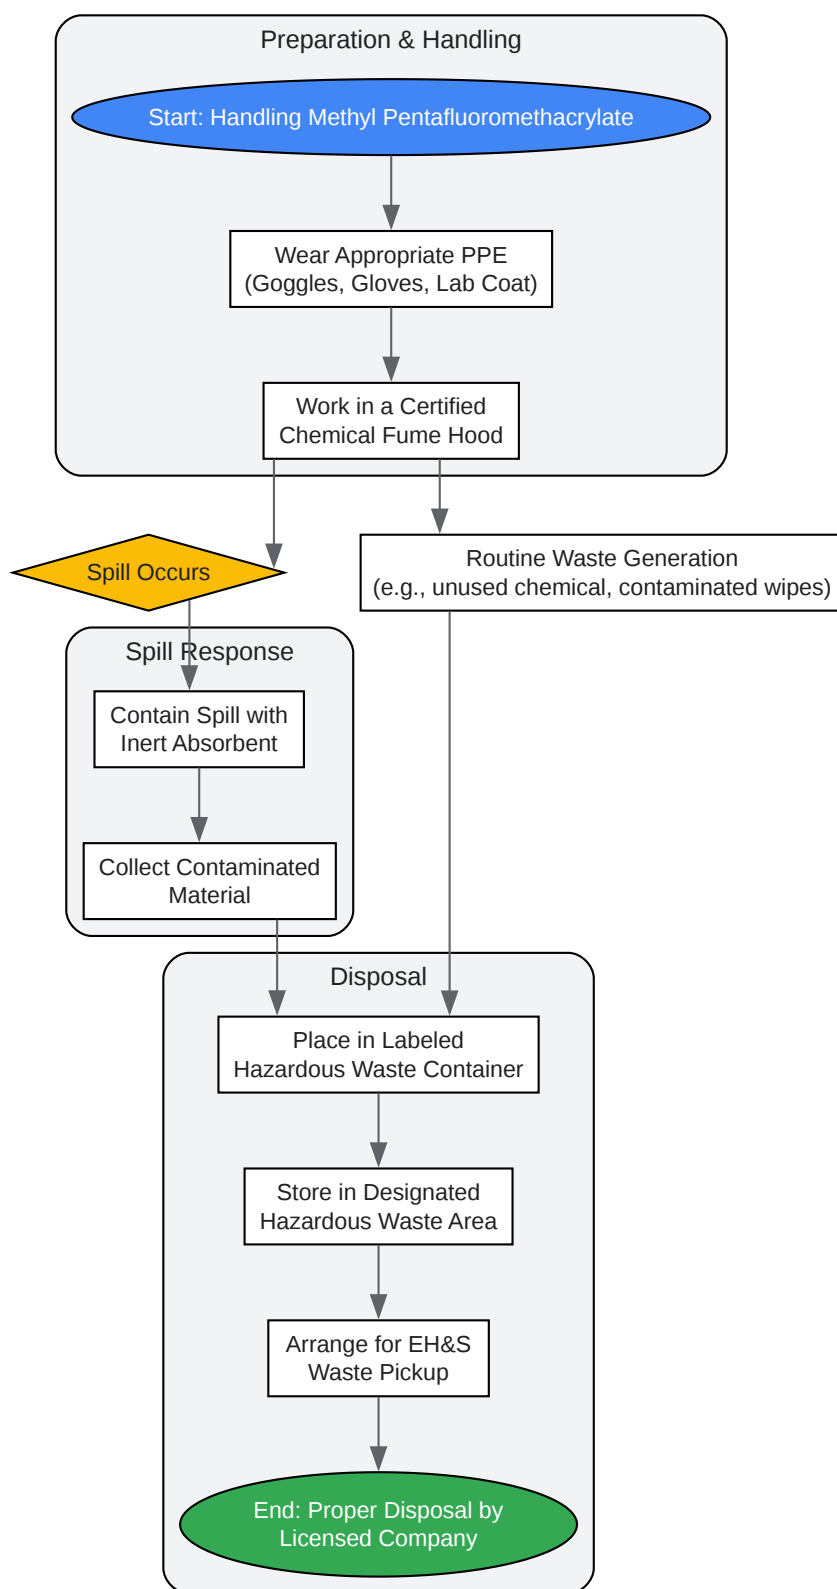 Preparation & Handling
Start: Handling Methyl Pentafluoromethacrylate
Wear Appropriate PPE
(Goggles, Gloves, Lab Coat)
Work in a Certified
Chemical Fume Hood
Spill Occurs
Routine Waste Generation
(e.g., unused chemical, contaminated wipes)
Spill Response
Contain Spill with
Inert Absorbent
Collect Contaminated
Material
Disposal
Place in Labeled
Hazardous Waste Container
Store in Designated
Hazardous Waste Area
Arrange for EH&S
Waste Pickup
End: Proper Disposal by
Licensed Company